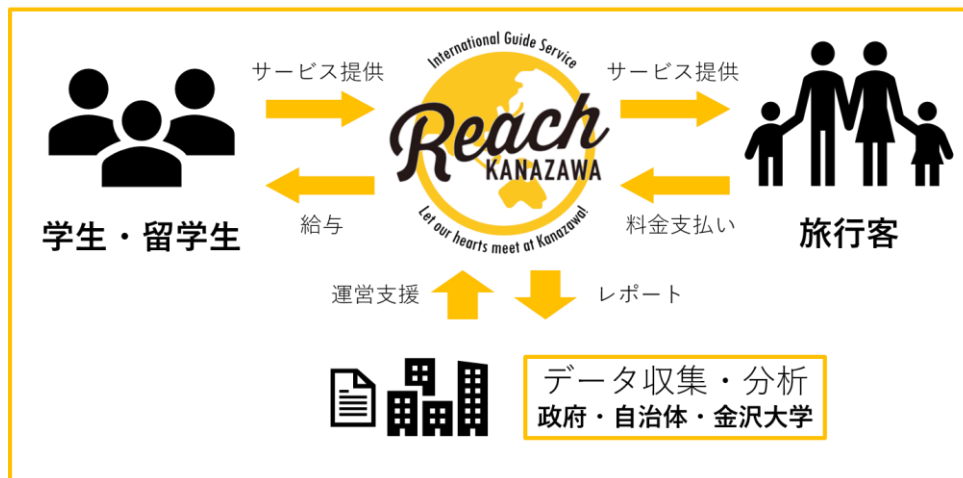 サービス提供
International Guide Service
サービス提供
Reach
KANAZAWA
Let our hearts meet at Kanazawa!
給与
料金支払い
学生・留学生
旅行客
運営支援
レポート
データ収集・分析
政府・自治体・金沢大学